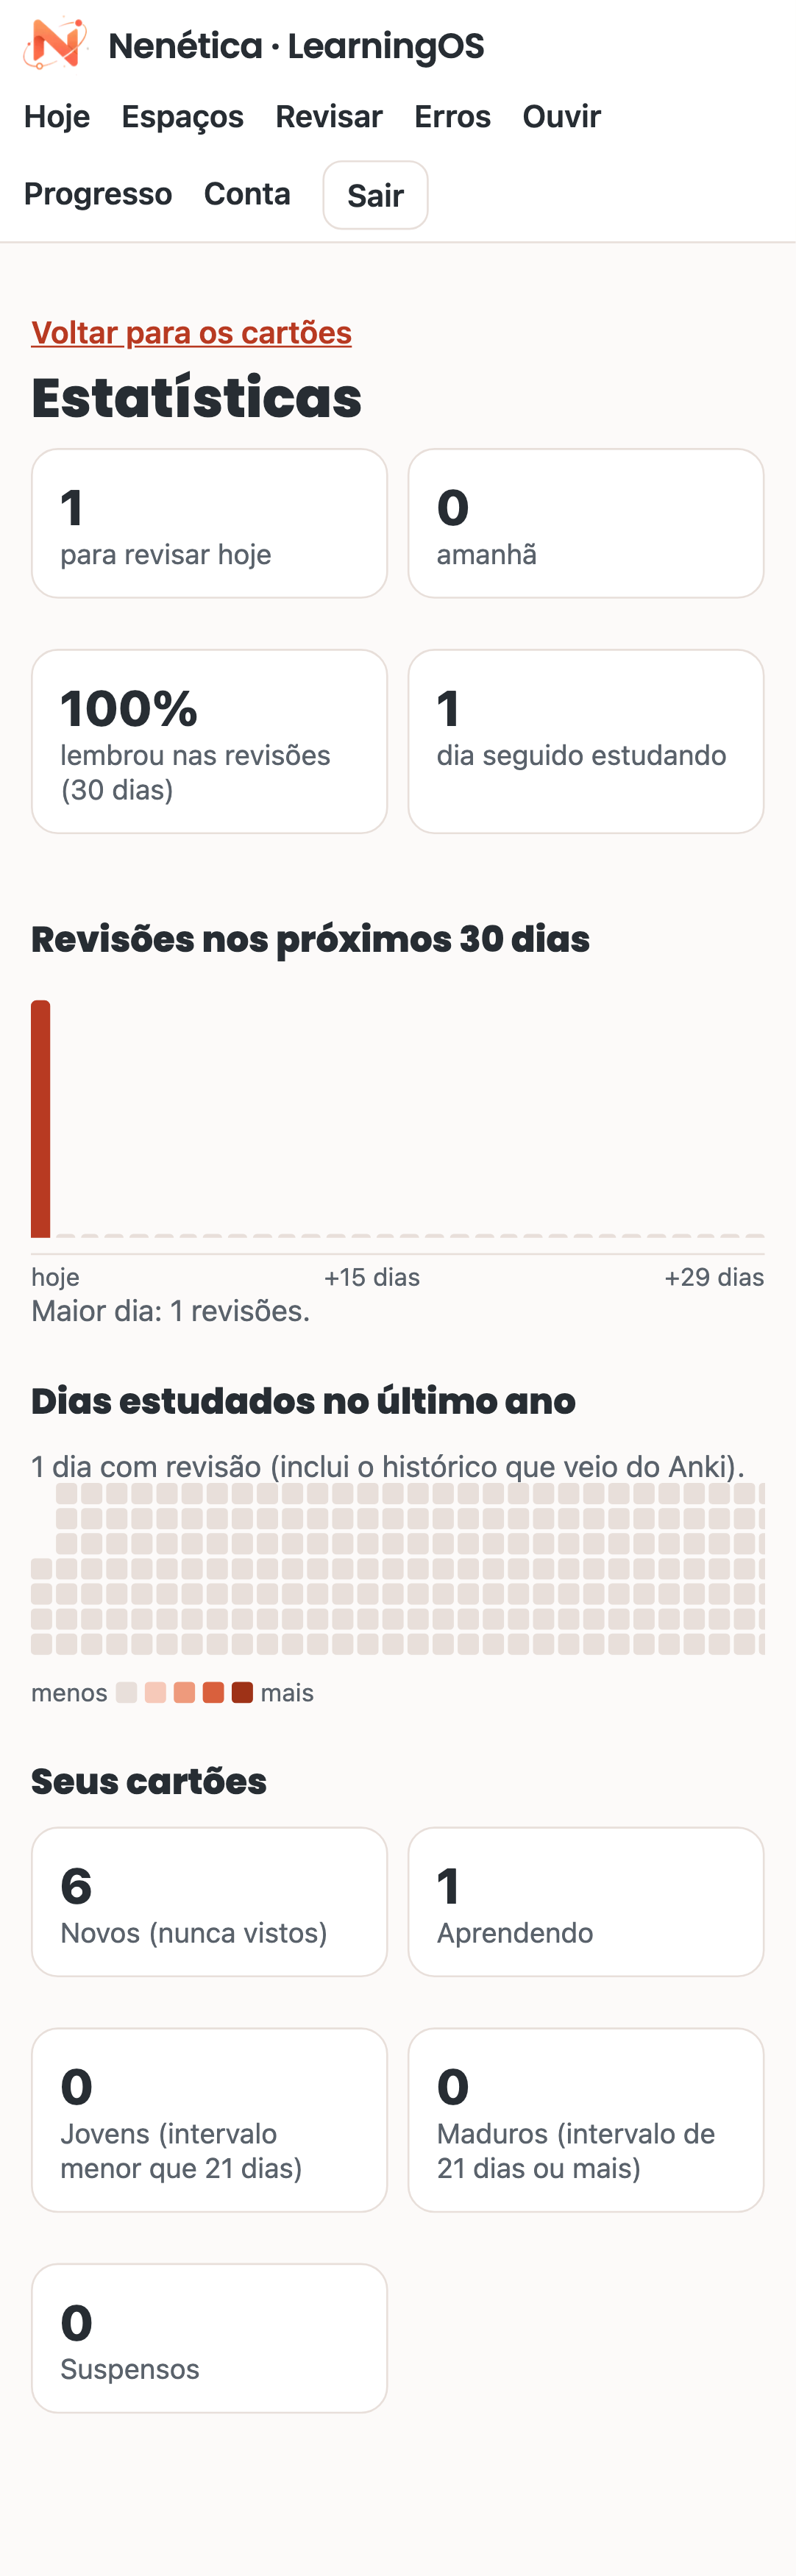 Nenética · LearningOS
Hoje Espaços Revisar Erros Ouvir
Progresso Conta Sair
Voltar para os cartões
Estatísticas
1
para revisar hoje
0
amanhã
100%
lembrou nas revisões
(30 dias)
1
dia seguido estudando
Revisões nos próximos 30 dias
hoje +15 dias +29 dias
Maior dia: 1 revisões.
Dias estudados no último ano
1 dia com revisão (inclui o histórico que veio do Anki).
menos mais
Seus cartões
6
Novos (nunca vistos)
1
Aprendendo
0
Jovens (intervalo
menor que 21 dias)
0
Maduros (intervalo de
21 dias ou mais)
0
Suspensos